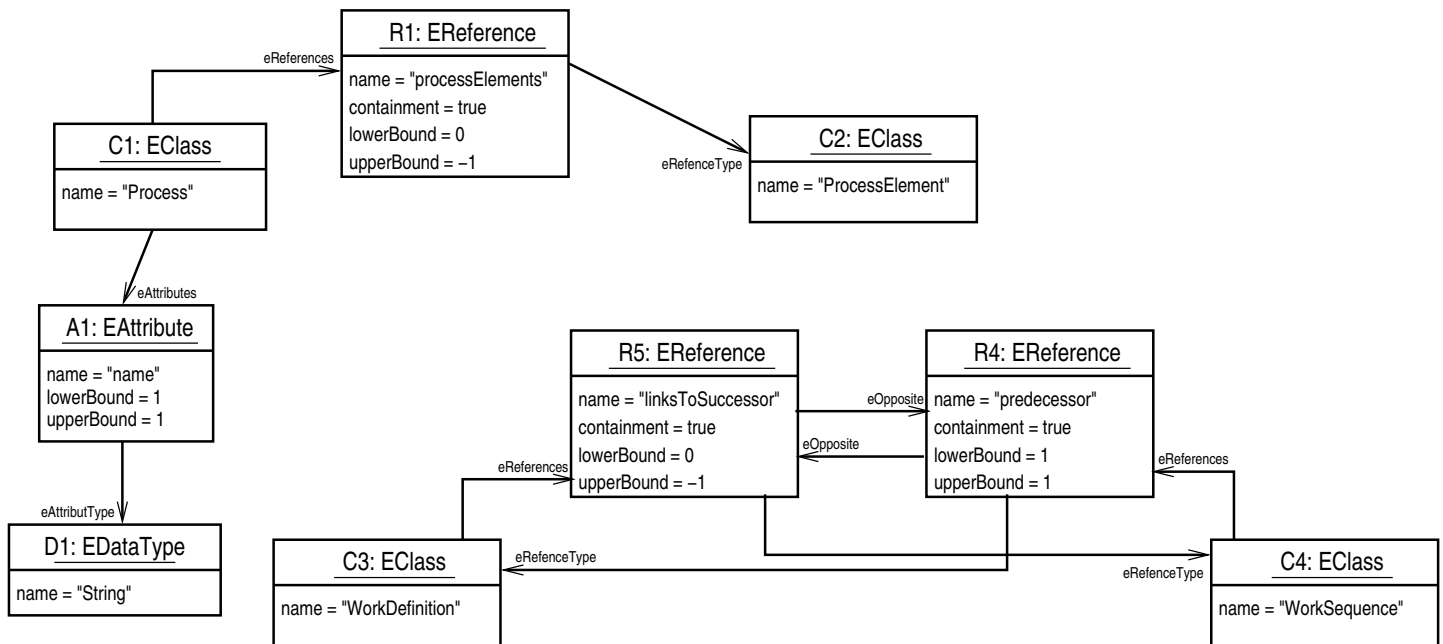 R1: EReference
eReferences
name = "processElements"
containment = true
lowerBound = 0
upperBound = −1
C1: EClass
name = "Process"
C2: EClass
eRefenceType
name = "ProcessElement"
eAttributes
A1: EAttribute
name = "name"
lowerBound = 1
upperBound = 1
eAttributType
D1: EDataType
name = "String"
R5: EReference
name = "linksToSuccessor"
containment = true
lowerBound = 0
upperBound = −1
eOpposite
eOpposite
R4: EReference
name = "predecessor"
containment = true
lowerBound = 1
upperBound = 1
eReferences
eReferences
C3: EClass
name = "WorkDefinition"
eRefenceType
eRefenceType
C4: EClass
name = "WorkSequence"